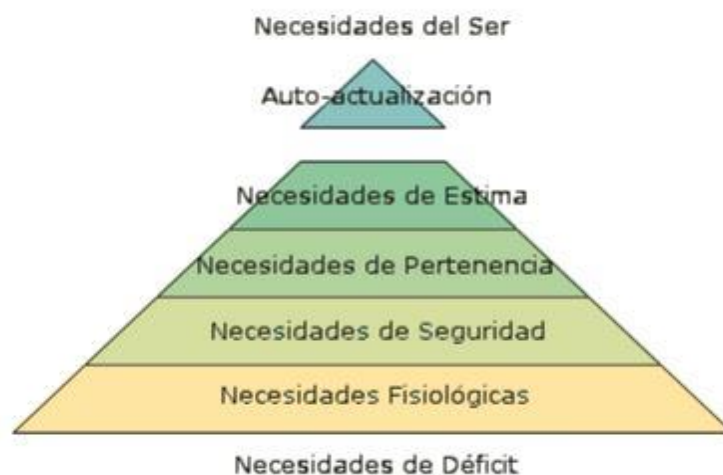 Necesidades del Ser
Auto-actualización
Necesidades de Estima
Necesidades de Pertenencia
Necesidades de Seguridad
Necesidades Fisiológicas
Necesidades de Déficit